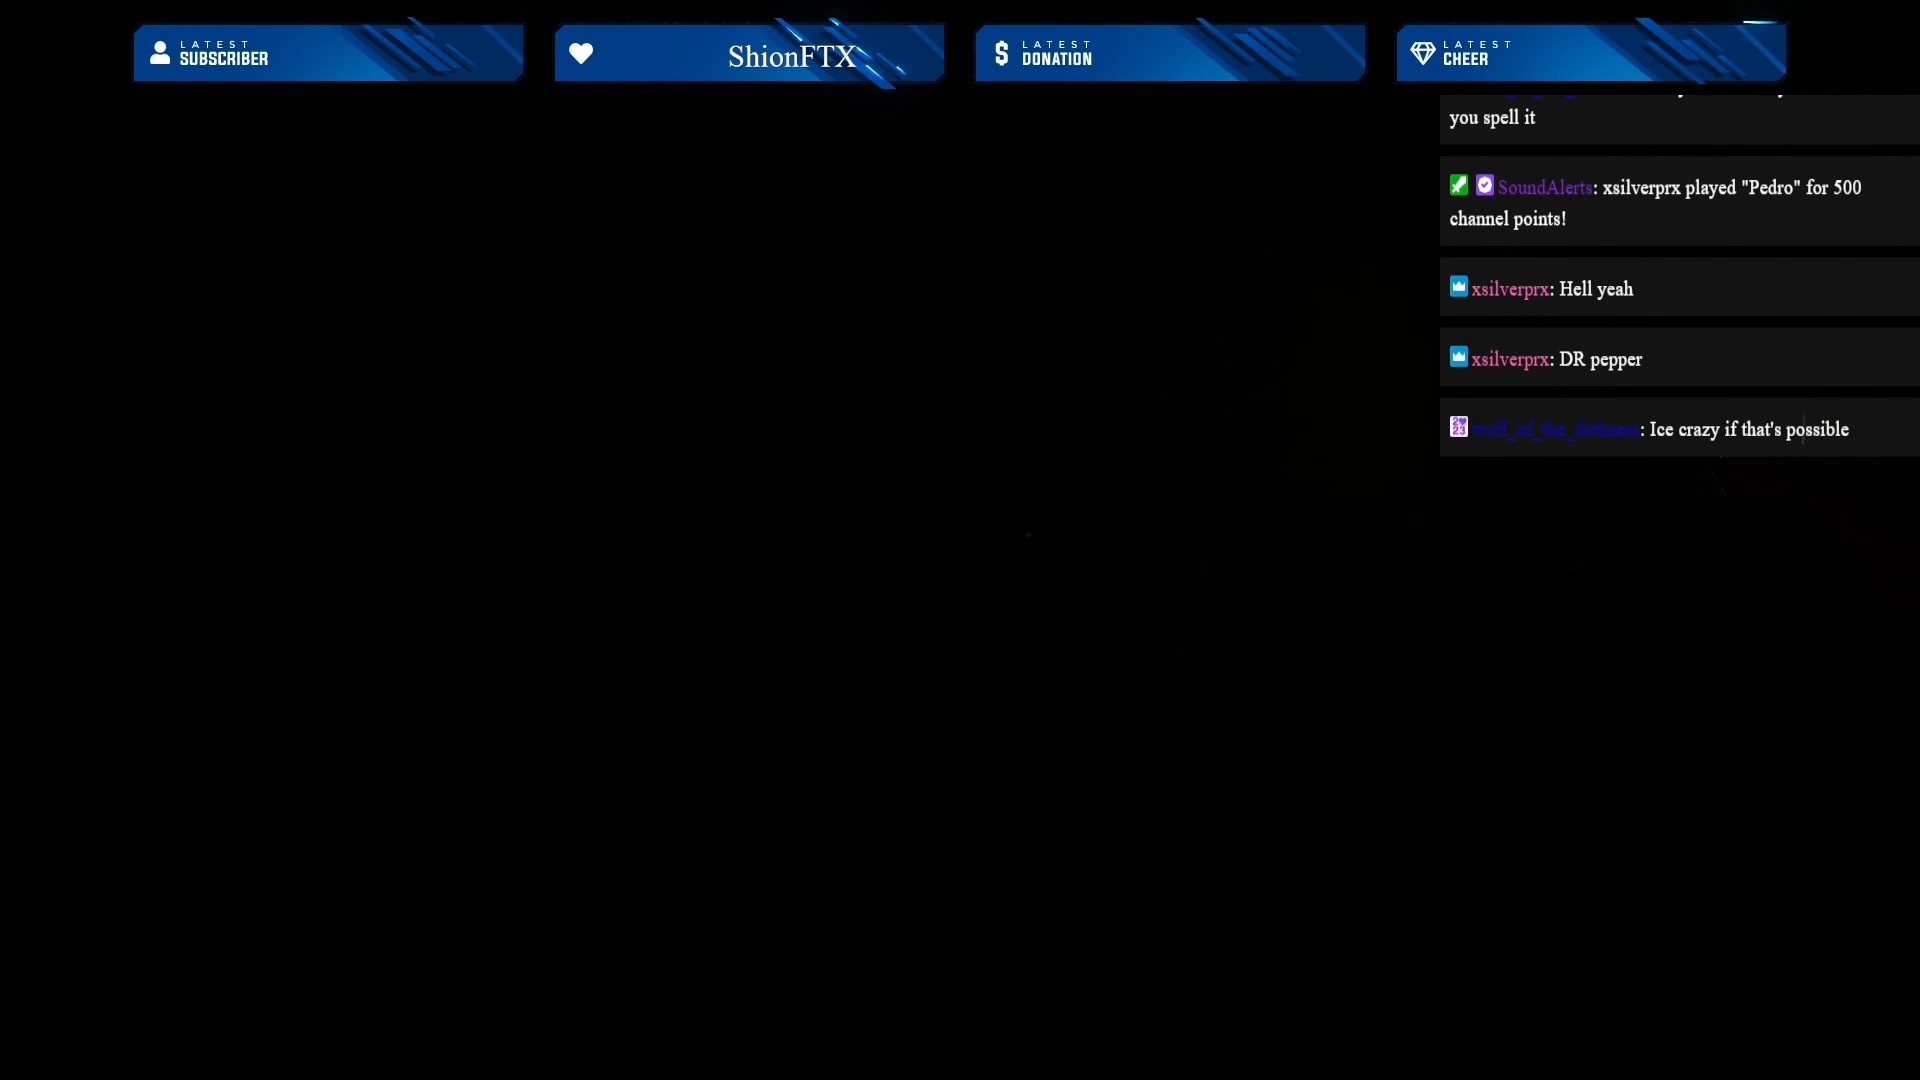 LATEST
SUBSCRIBER
ShionFTX
LATEST
DONATION
LATEST
CHEER
you spell it
SoundAlerts: xsilverprx played "Pedro" for 500
channel points!
xsilverprx: Hell yeah
xsilverprx: DR pepper
wolf_of_the_darkness: Ice crazy if that's possible